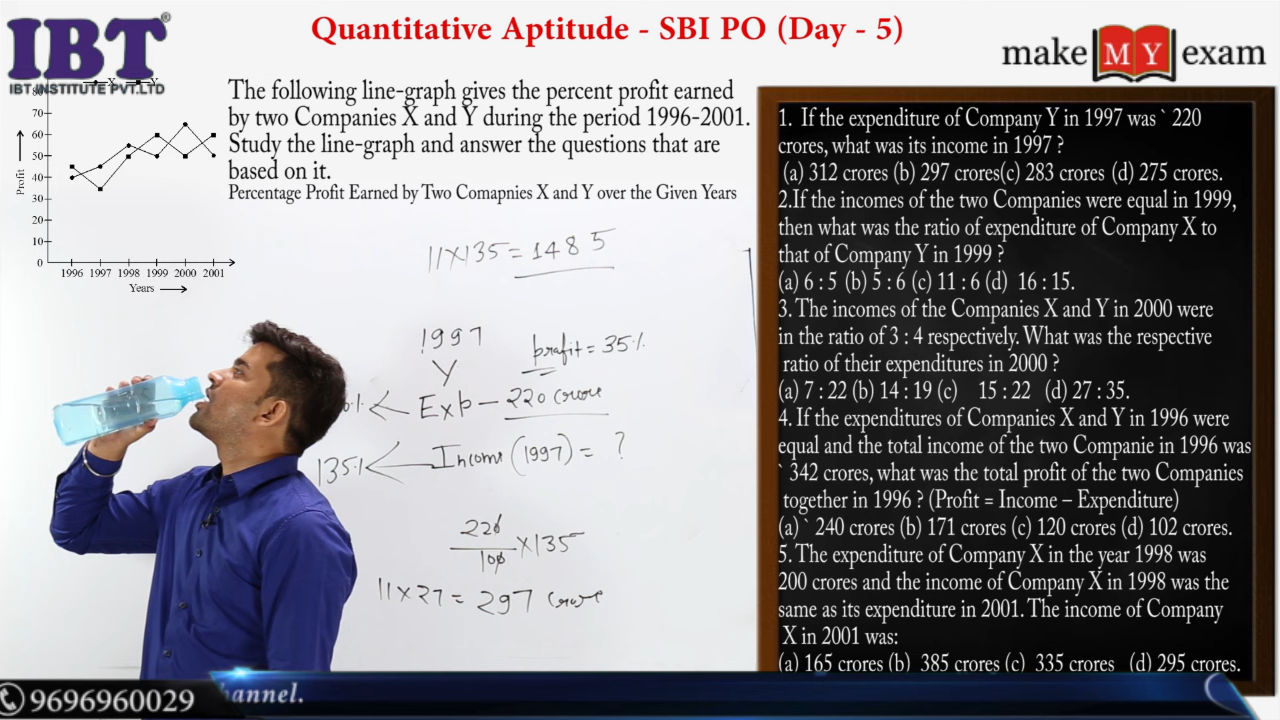 IBT
®
IBT INSTITUTE PVT.LTD
Quantitative Aptitude - SBI PO (Day - 5)
make MY exam
X Y
80
70
60
50
40
30
20
10
0
Profit
1996 1997 1998 1999 2000 2001
Years
The following line-graph gives the percent profit earned
by two Companies X and Y during the period 1996-2001.
Study the line-graph and answer the questions that are
based on it.
Percentage Profit Earned by Two Comapnies X and Y over the Given Years
11×135=1485
1997
profit = 35%
Y
Exp - 220 crore
135% Income (1997) = ?
220/100 ×135
11×27= 297 crore
1. If the expenditure of Company Y in 1997 was ` 220
crores, what was its income in 1997 ?
(a) 312 crores (b) 297 crores(c) 283 crores (d) 275 crores.
2.If the incomes of the two Companies were equal in 1999,
then what was the ratio of expenditure of Company X to
that of Company Y in 1999 ?
(a) 6 : 5 (b) 5 : 6 (c) 11 : 6 (d) 16 : 15.
3. The incomes of the Companies X and Y in 2000 were
in the ratio of 3 : 4 respectively. What was the respective
ratio of their expenditures in 2000 ?
(a) 7 : 22 (b) 14 : 19 (c) 15 : 22 (d) 27 : 35.
4. If the expenditures of Companies X and Y in 1996 were
equal and the total income of the two Companie in 1996 was
` 342 crores, what was the total profit of the two Companies
together in 1996 ? (Profit = Income – Expenditure)
(a) ` 240 crores (b) 171 crores (c) 120 crores (d) 102 crores.
5. The expenditure of Company X in the year 1998 was
200 crores and the income of Company X in 1998 was the
same as its expenditure in 2001. The income of Company
X in 2001 was:
(a) 165 crores (b) 385 crores (c) 335 crores (d) 295 crores.
9696960029
hannel.